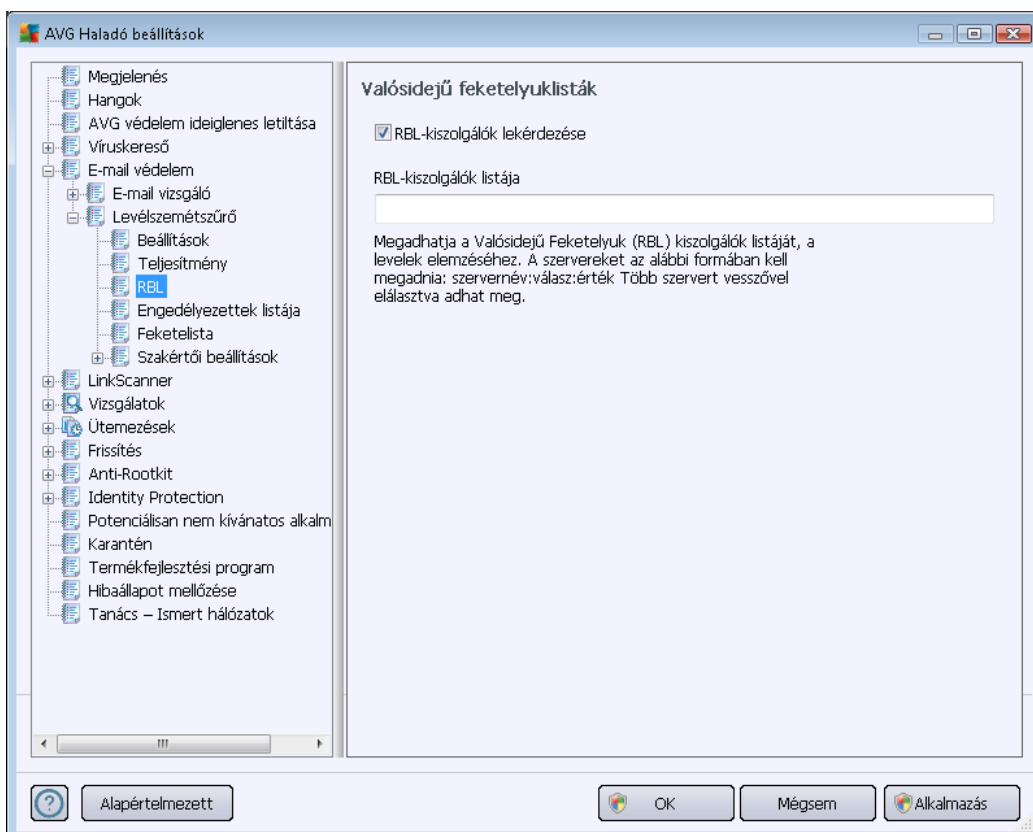 AVG Haladó beállítások
Megjelenés
Hangok
AVG védelem ideiglenes letiltása
Víruskereső
E-mail védelem
E-mail vizsgáló
Levélszemétszűrő
Beállítások
Teljesítmény
RBL
Engedélyezettek listája
Feketelista
Szakértői beállítások
LinkScanner
Vizsgálatok
Ütemezések
Frissítés
Anti-Rootkit
Identity Protection
Potenciálisan nem kívánatos alkalm
Karantén
Termékfejlesztési program
Hibaállapot mellőzése
Tanács – Ismert hálózatok
Valósidejű feketelyuklisták
RBL-kiszolgálók lekérdezése
RBL-kiszolgálók listája
Megadhatja a Valósidejű Feketelyuk (RBL) kiszolgálók listáját, a
levelek elemzéséhez. A szervereket az alábbi formában kell
megadnia: szervernév:válasz:érték Több szervert vesszővel
elálasztva adhat meg.
Alapértelmezett
OK
Mégsem
Alkalmazás